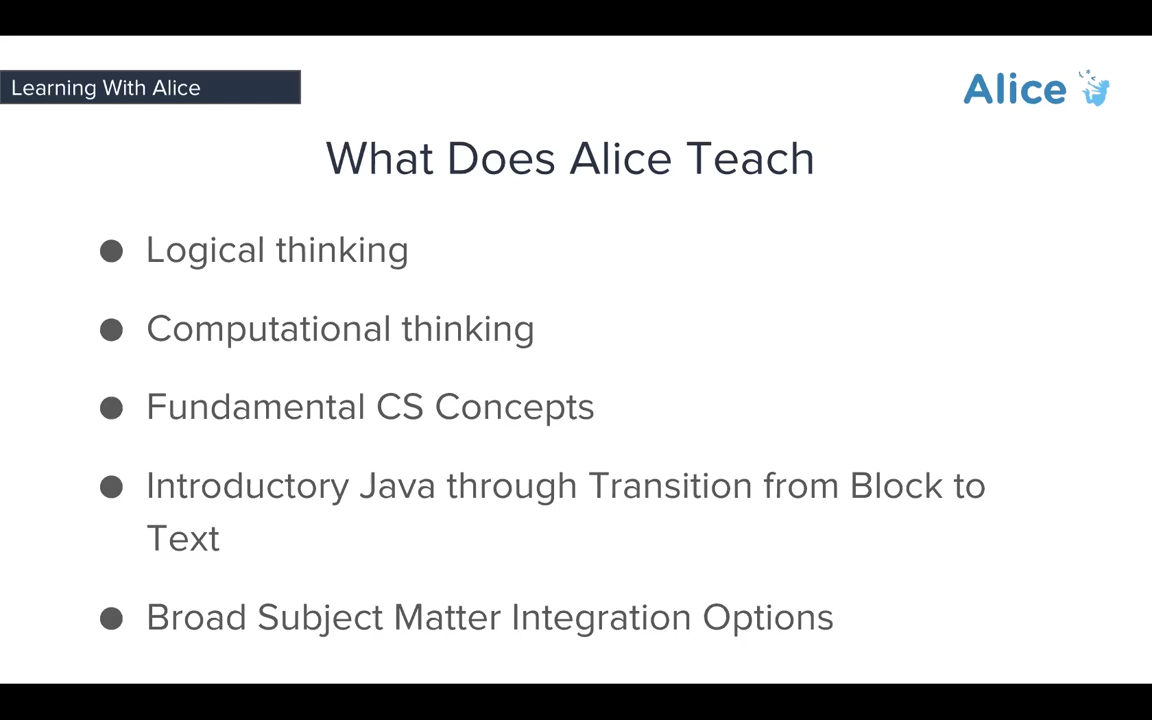 Learning With Alice
Alice
What Does Alice Teach
● Logical thinking
● Computational thinking
● Fundamental CS Concepts
● Introductory Java through Transition from Block to
Text
● Broad Subject Matter Integration Options